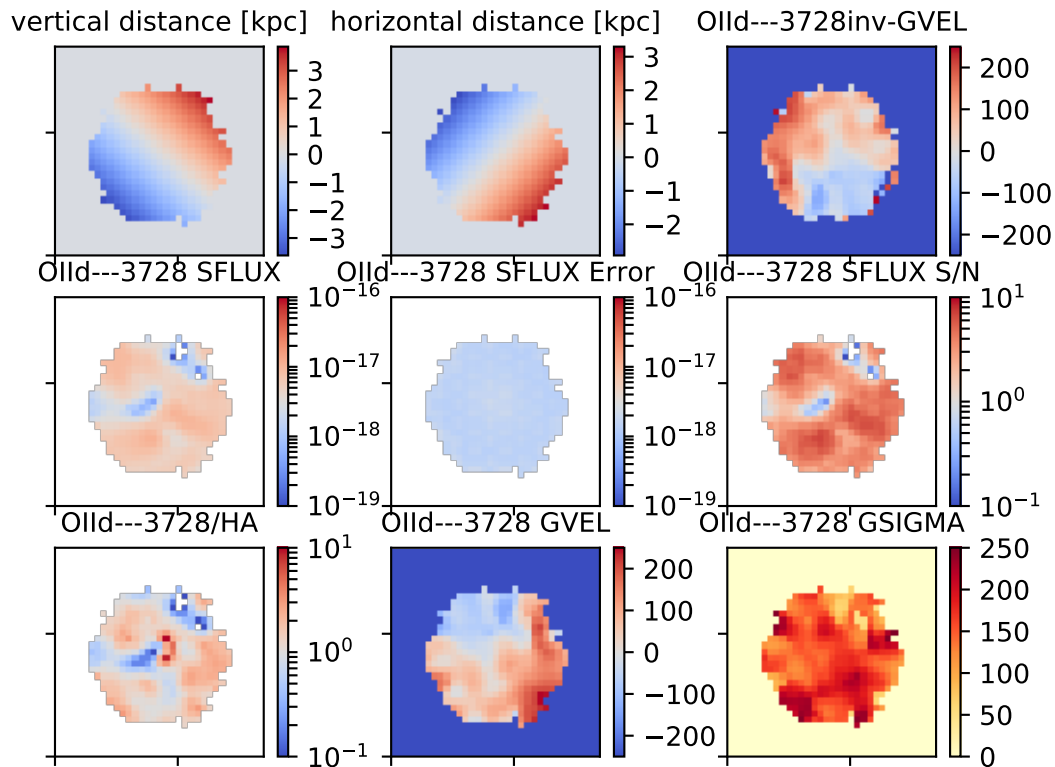 vertical distance [kpc] horizontal distance [kpc] OIId---3728inv-GVEL
3 2 1 0 −1 −2 −3
3 2 1 0 −1 −2
200 100 0 −100 −200
OIId---3728 SFLUX OIId---3728 SFLUX Error OIId---3728 SFLUX S/N
10^−16 10^−17 10^−18 10^−19
10^−16 10^−17 10^−18 10^−19
10^1 10^0 10^−1
OIId---3728/HA OIId---3728 GVEL OIId---3728 GSIGMA
10^1 10^0 10^−1
200 100 0 −100 −200
250 200 150 100 50 0